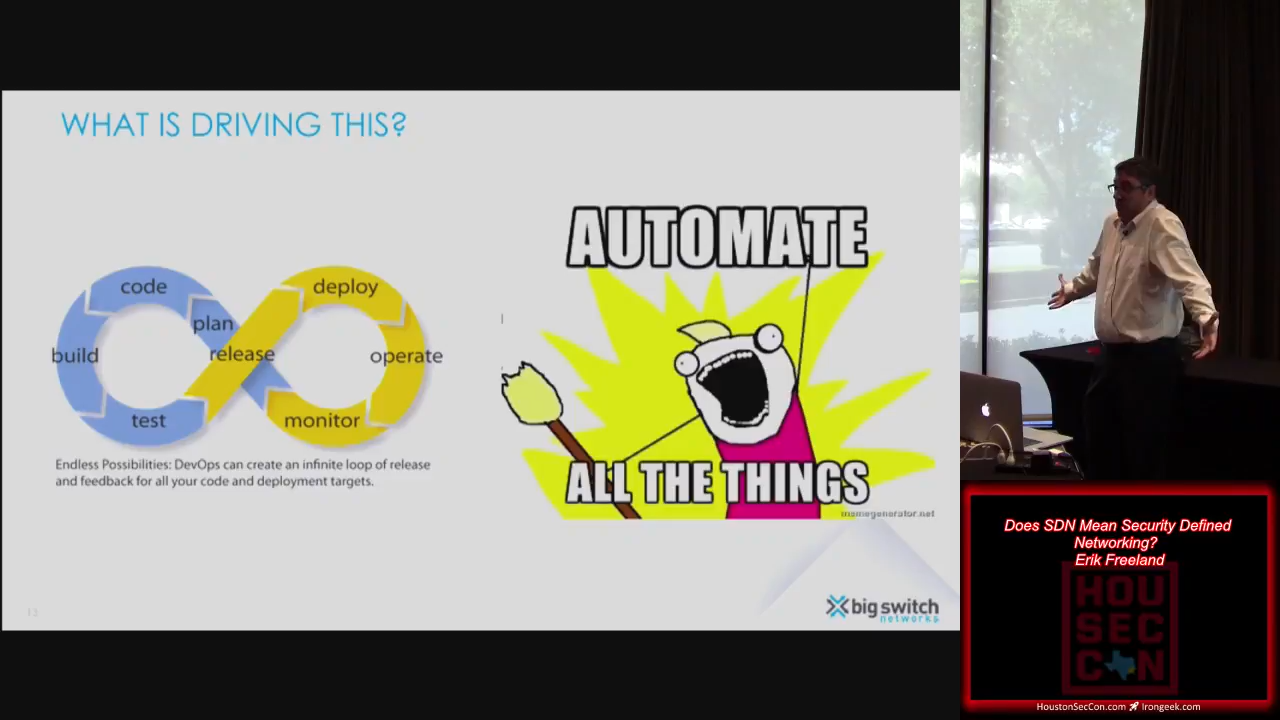 WHAT IS DRIVING THIS?
AUTOMATE
code
deploy
plan
build
release
operate
test
monitor
Endless Possibilities: DevOps can create an infinite loop of release
and feedback for all your code and deployment targets.
ALL THE THINGS
memegenerator.net
big switch
networks
Does SDN Mean Security Defined
Networking?
Erik Freeland
HOU
SEC
CON
HoustonSecCon.com Irongeek.com